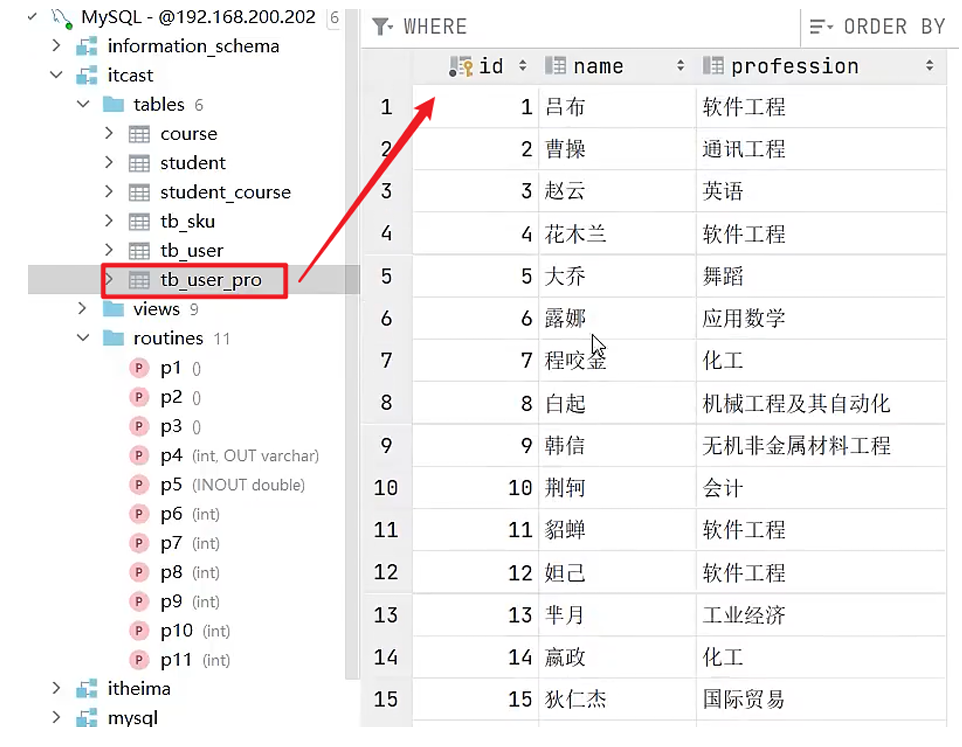 MySQL - @192.168.200.202 6
information_schema
itcast
tables 6
course
student
student_course
tb_sku
tb_user
tb_user_pro
views 9
routines 11
P p1 ()
P p2 ()
P p3 ()
P p4 (int, OUT varchar)
P p5 (INOUT double)
P p6 (int)
P p7 (int)
P p8 (int)
P p9 (int)
P p10 (int)
P p11 (int)
itheima
mysql
WHERE ORDER BY
id name profession
1 1 吕布 软件工程
2 2 曹操 通讯工程
3 3 赵云 英语
4 4 花木兰 软件工程
5 5 大乔 舞蹈
6 6 露娜 应用数学
7 7 程咬金 化工
8 8 白起 机械工程及其自动化
9 9 韩信 无机非金属材料工程
10 10 荆轲 会计
11 11 貂蝉 软件工程
12 12 妲己 软件工程
13 13 芈月 工业经济
14 14 嬴政 化工
15 15 狄仁杰 国际贸易